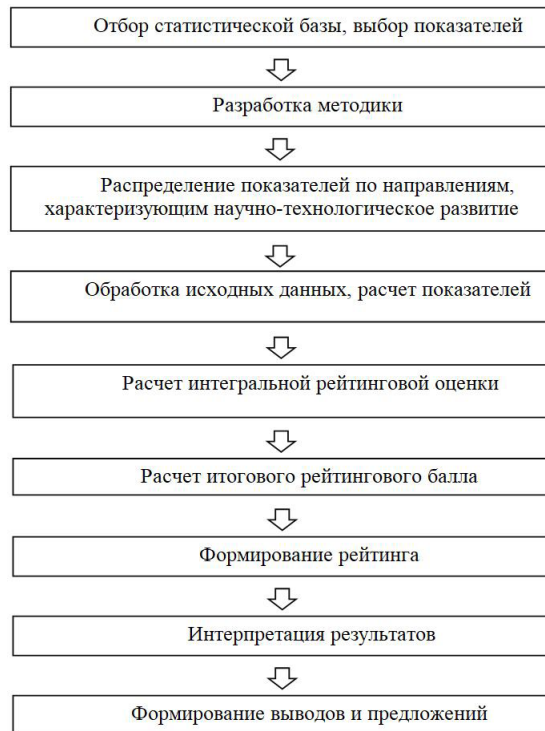 Отбор статистической базы, выбор показателей
Разработка методики
Распределение показателей по направлениям,
характеризующим научно-технологическое развитие
Обработка исходных данных, расчет показателей
Расчет интегральной рейтинговой оценки
Расчет итогового рейтингового балла
Формирование рейтинга
Интерпретация результатов
Формирование выводов и предложений